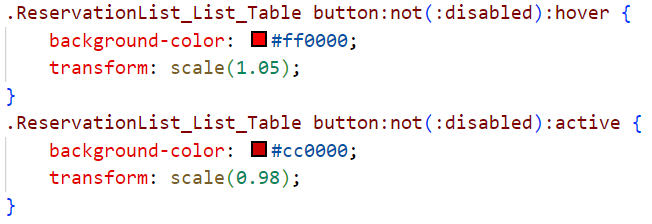 .ReservationList_List_Table button:not(:disabled):hover {
    background-color: #ff0000;
    transform: scale(1.05);
}
.ReservationList_List_Table button:not(:disabled):active {
    background-color: #cc0000;
    transform: scale(0.98);
}